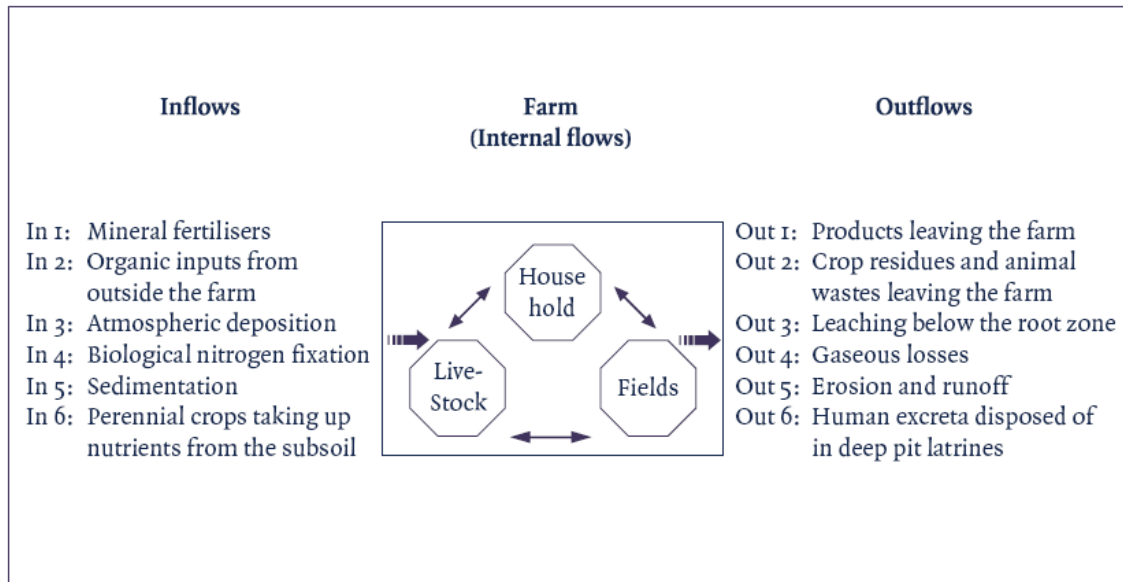 Inflows
Farm
(Internal flows)
Outflows
In 1: Mineral fertilisers
In 2: Organic inputs from
outside the farm
In 3: Atmospheric deposition
In 4: Biological nitrogen fixation
In 5: Sedimentation
In 6: Perennial crops taking up
nutrients from the subsoil
House
hold
Live-
Stock
Fields
Out 1: Products leaving the farm
Out 2: Crop residues and animal
wastes leaving the farm
Out 3: Leaching below the root zone
Out 4: Gaseous losses
Out 5: Erosion and runoff
Out 6: Human excreta disposed of
in deep pit latrines